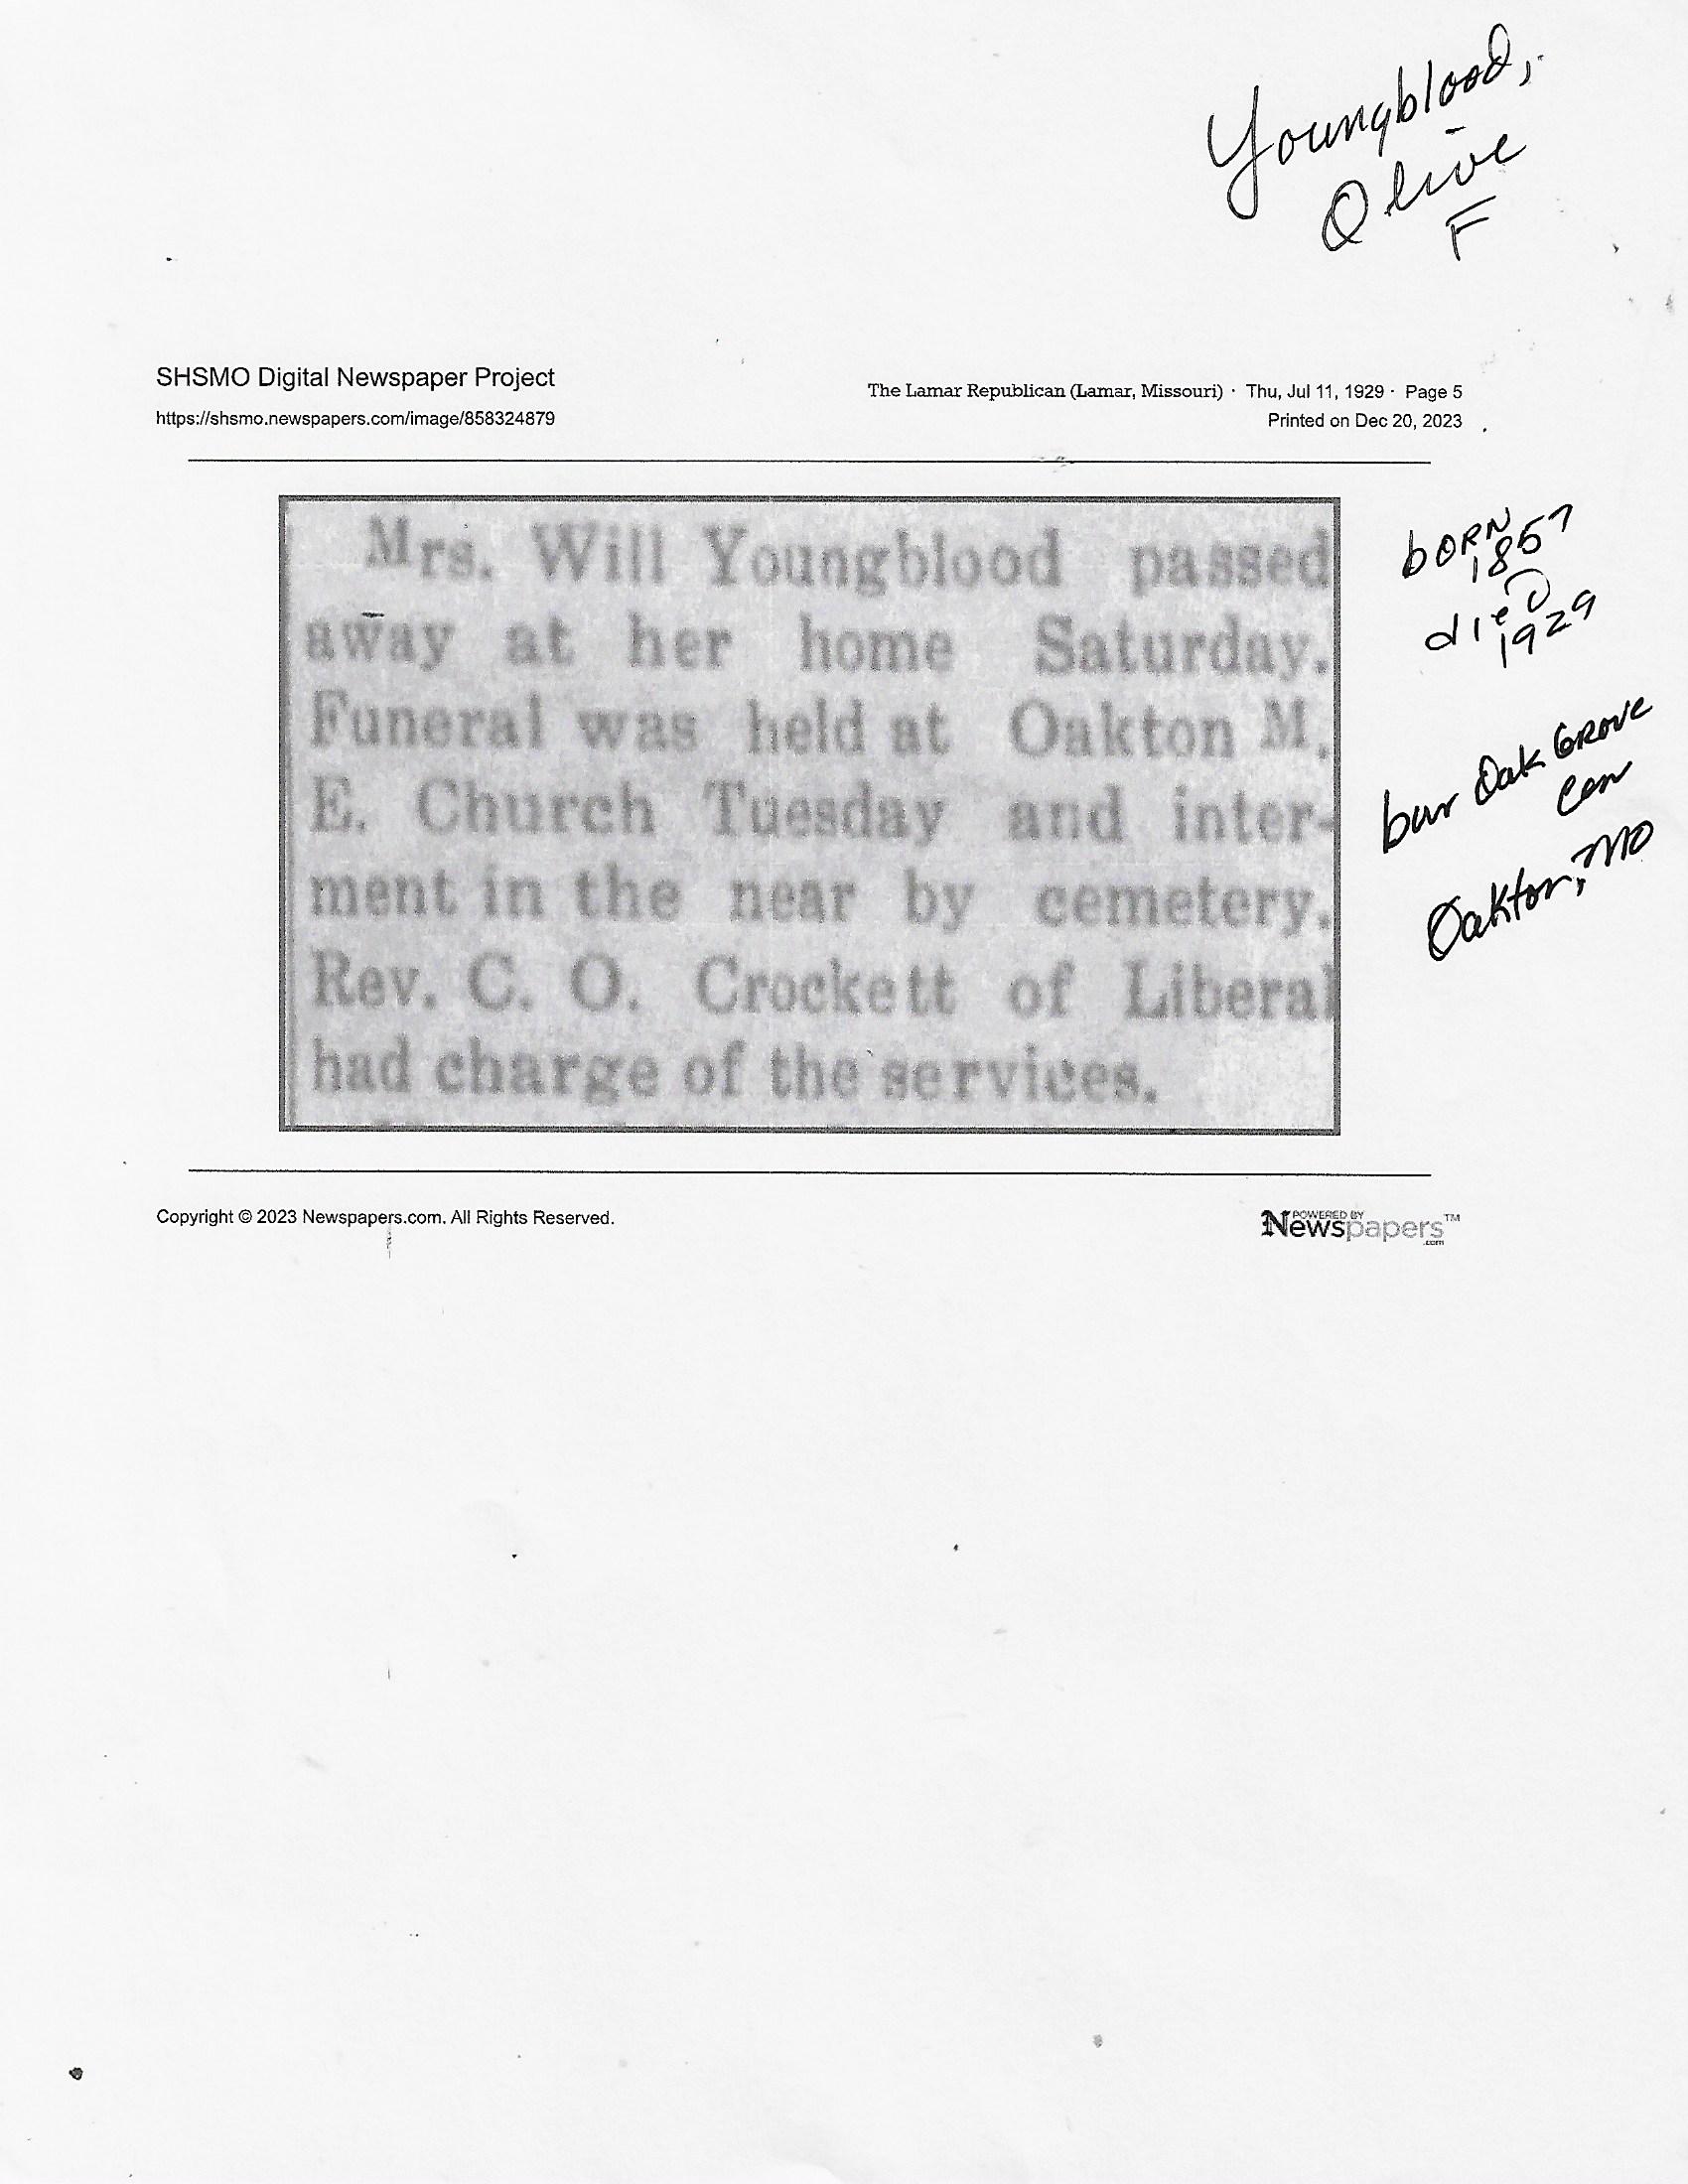 Youngblood,
Olive
F
SHSMO Digital Newspaper Project
https://shsmo.newspapers.com/image/858324879
The Lamar Republican (Lamar, Missouri) · Thu, Jul 11, 1929 · Page 5
Printed on Dec 20, 2023
Mrs. Will Youngblood passed
away at her home Saturday.
Funeral was held at Oakton M.
E. Church Tuesday and inter-
ment in the near by cemetery.
Rev. C. O. Crockett of Liberal
had charge of the services.
bORN
1857
dieD
1929
bur Oak GROVE
Cem
Oakton, MO
Copyright © 2023 Newspapers.com. All Rights Reserved.
POWERED BY
Newspapers™
.com